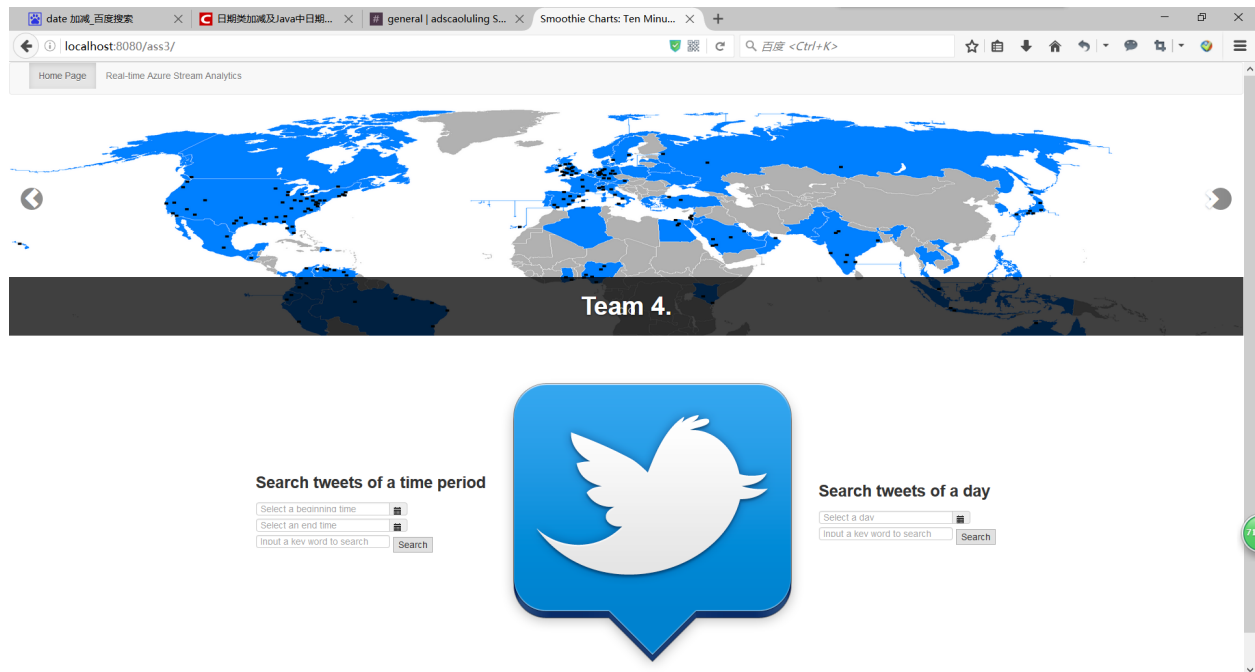 date 加减_百度搜索
日期类加减及Java中日期...
general | adscaoluling S...
Smoothie Charts: Ten Minu...
localhost:8080/ass3/
百度 <Ctrl+K>
Home Page
Real-time Azure Stream Analytics
Team 4.
Search tweets of a time period
Select a beginning time
Select an end time
Input a key word to search
Search
Search tweets of a day
Select a day
Input a key word to search
Search